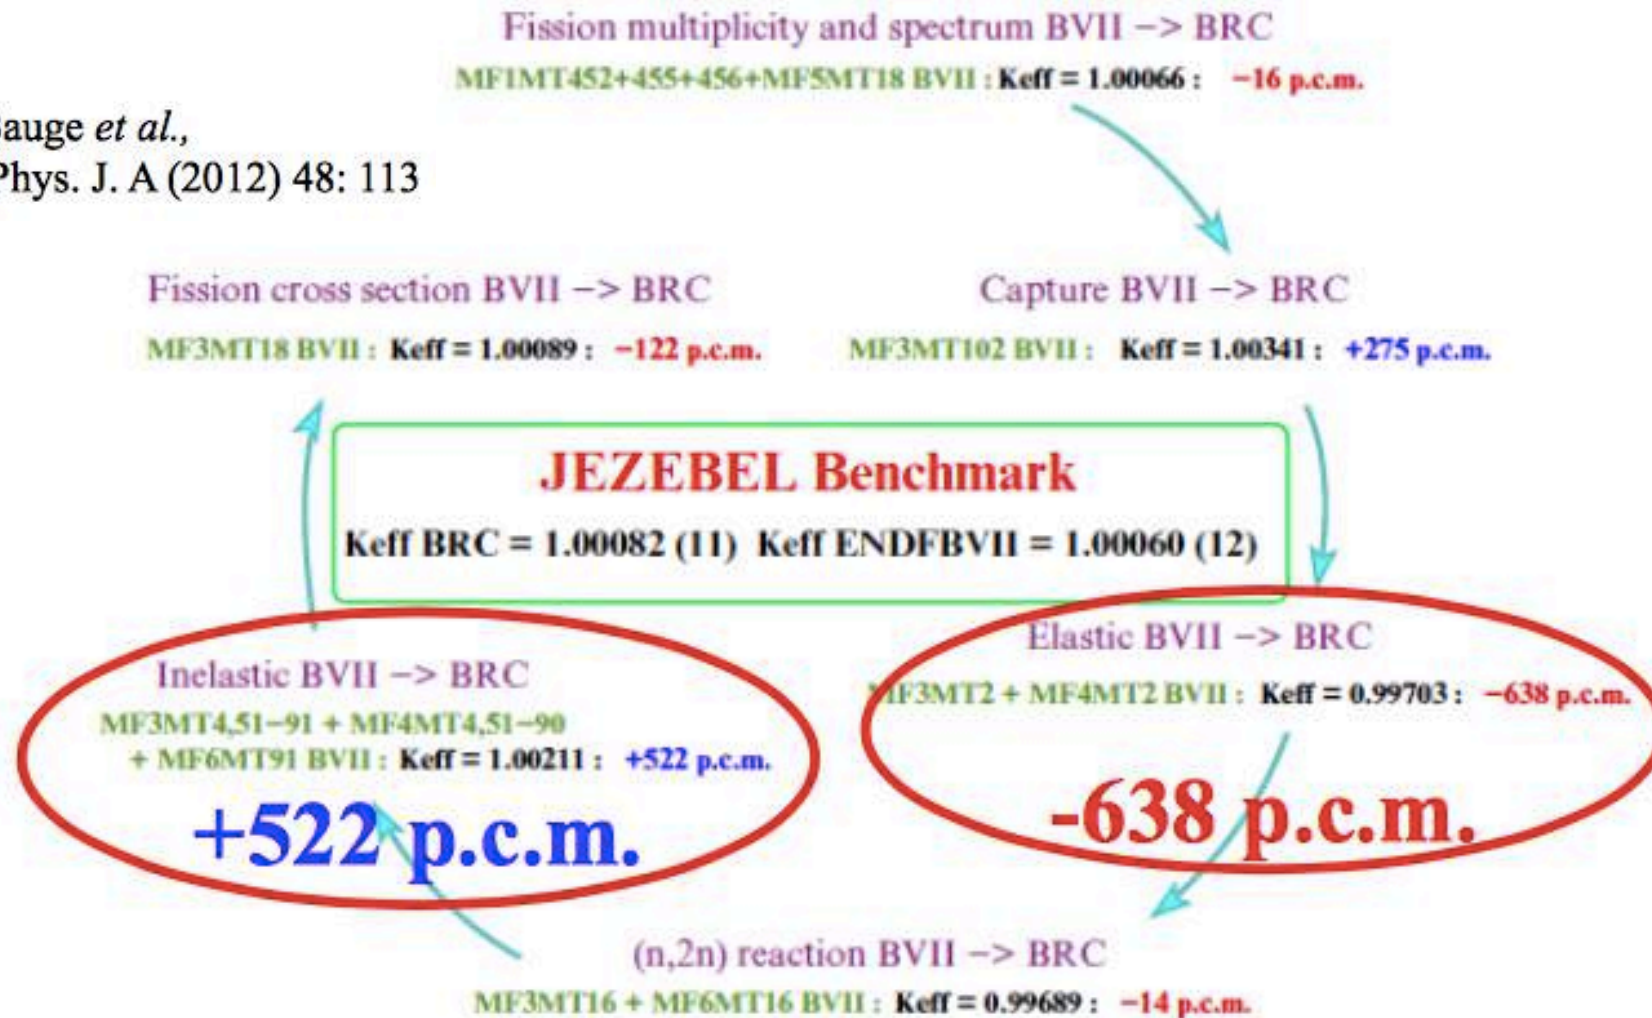 Fission multiplicity and spectrum BVII −> BRC
MF1MT452+455+456+MF5MT18 BVII : Keff = 1.00066 : −16 p.c.m.
auge et al.,
Phys. J. A (2012) 48: 113
Fission cross section BVII −> BRC
MF3MT18 BVII : Keff = 1.00089 : −122 p.c.m.
Capture BVII −> BRC
MF3MT102 BVII : Keff = 1.00341 : +275 p.c.m.
JEZEBEL Benchmark
Keff BRC = 1.00082 (11) Keff ENDFBVII = 1.00060 (12)
Inelastic BVII −> BRC
MF3MT4,51−91 + MF4MT4,51−90
+ MF6MT91 BVII : Keff = 1.00211 : +522 p.c.m.
+522 p.c.m.
Elastic BVII −> BRC
MF3MT2 + MF4MT2 BVII : Keff = 0.99703 : −638 p.c.m.
-638 p.c.m.
(n,2n) reaction BVII −> BRC
MF3MT16 + MF6MT16 BVII : Keff = 0.99689 : −14 p.c.m.